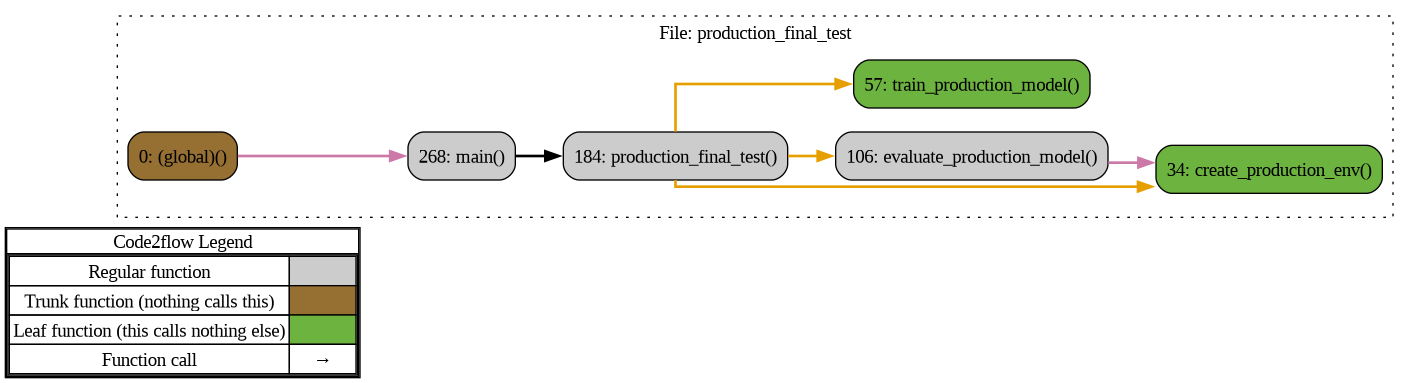 File: production_final_test
57: train_production_model()
0: (global)()
268: main()
184: production_final_test()
106: evaluate_production_model()
34: create_production_env()
Code2flow Legend
Regular function
Trunk function (nothing calls this)
Leaf function (this calls nothing else)
Function call →